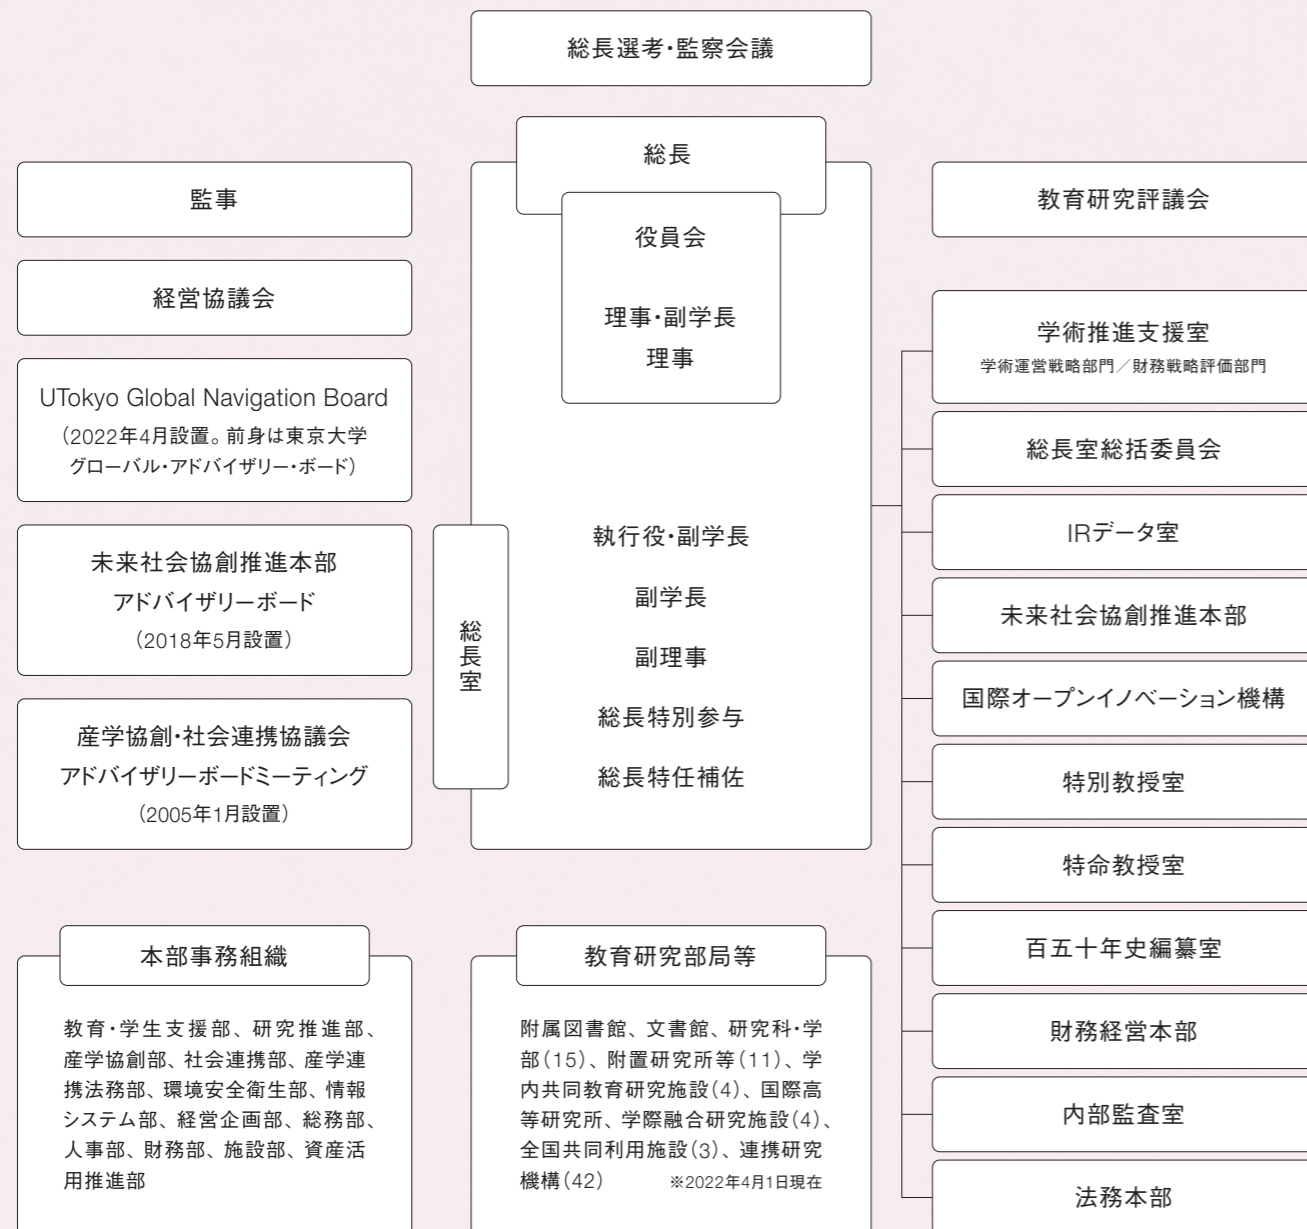 総長選考・監察会議
総長
役員会
理事・副学長
理事
執行役・副学長
副学長
副理事
総長特別参与
総長特任補佐
総長室
監事
経営協議会
UTokyo Global Navigation Board
（2022年4月設置。前身は東京大学
グローバル・アドバイザリー・ボード）
未来社会協創推進本部
アドバイザリーボード
（2018年5月設置）
産学協創・社会連携協議会
アドバイザリーボードミーティング
（2005年1月設置）
教育研究評議会
学術推進支援室
学術運営戦略部門／財務戦略評価部門
総長室総括委員会
IRデータ室
未来社会協創推進本部
国際オープンイノベーション機構
特別教授室
特命教授室
百五十年史編纂室
財務経営本部
内部監査室
法務本部
本部事務組織
教育・学生支援部、研究推進部、
産学協創部、社会連携部、産学連
携法務部、環境安全衛生部、情報
システム部、経営企画部、総務部、
人事部、財務部、施設部、資産活
用推進部
教育研究部局等
附属図書館、文書館、研究科・学
部（15）、附置研究所等（11）、学
内共同教育研究施設（4）、国際高
等研究所、学際融合研究施設（4）、
全国共同利用施設（3）、連携研究
機構（42） ※2022年4月1日現在